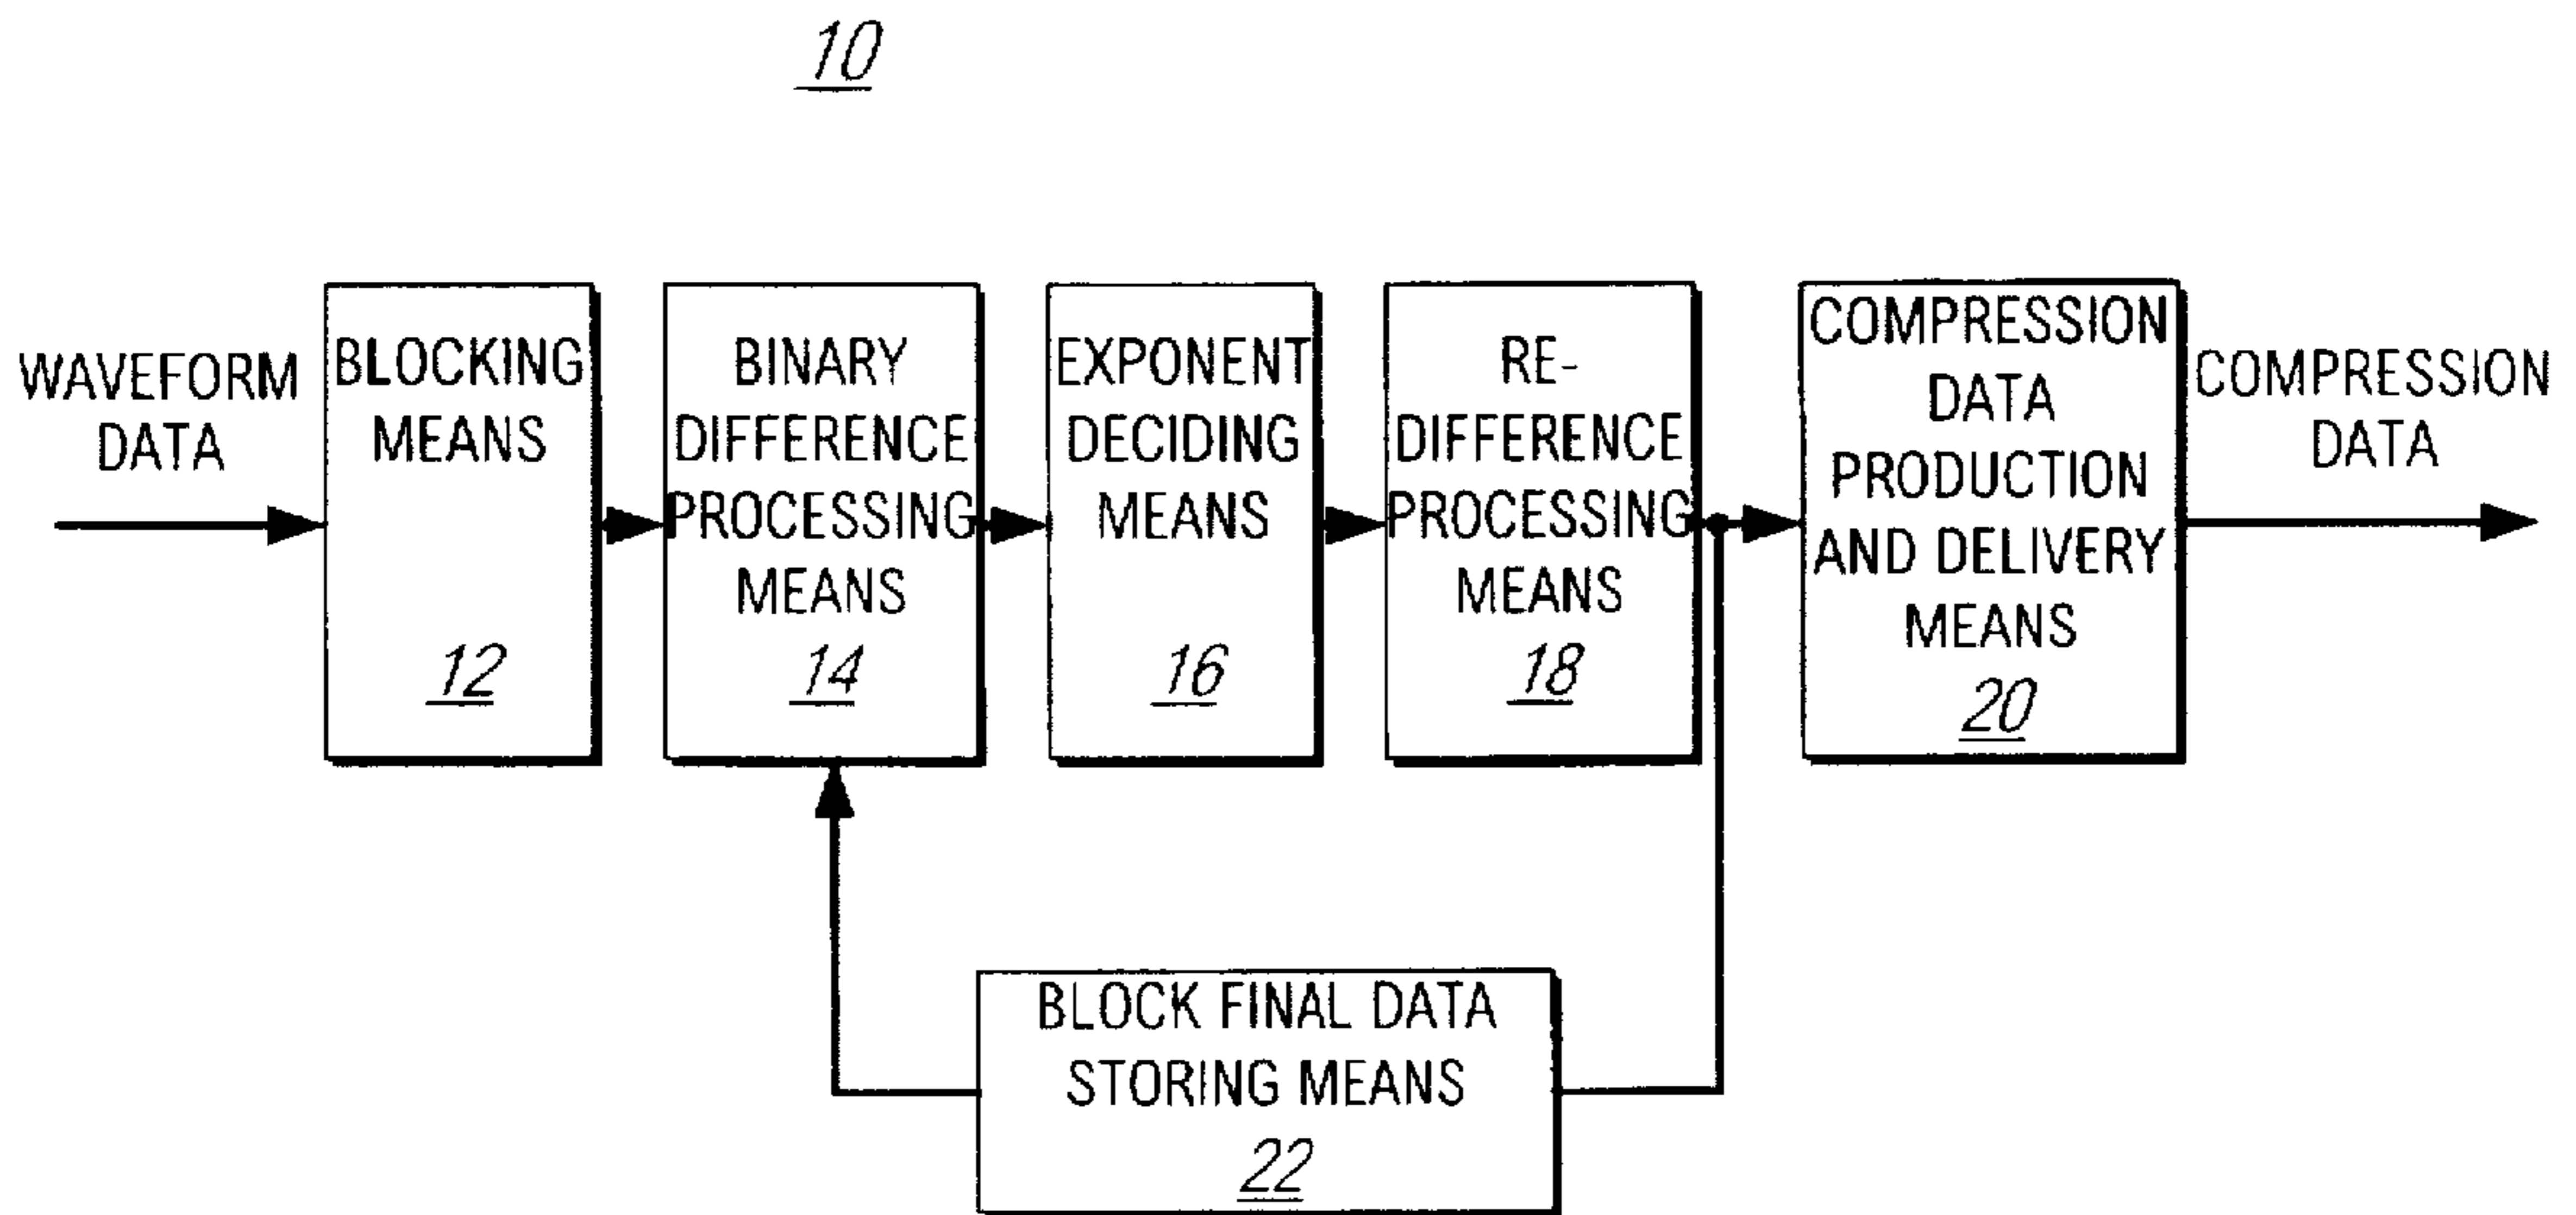 10
WAVEFORM
DATA
BLOCKING
MEANS
12
BINARY
DIFFERENCE
PROCESSING
MEANS
14
EXPONENT
DECIDING
MEANS
16
RE-
DIFFERENCE
PROCESSING
MEANS
18
COMPRESSION
DATA
PRODUCTION
AND DELIVERY
MEANS
20
COMPRESSION
DATA
BLOCK FINAL DATA
STORING MEANS
22